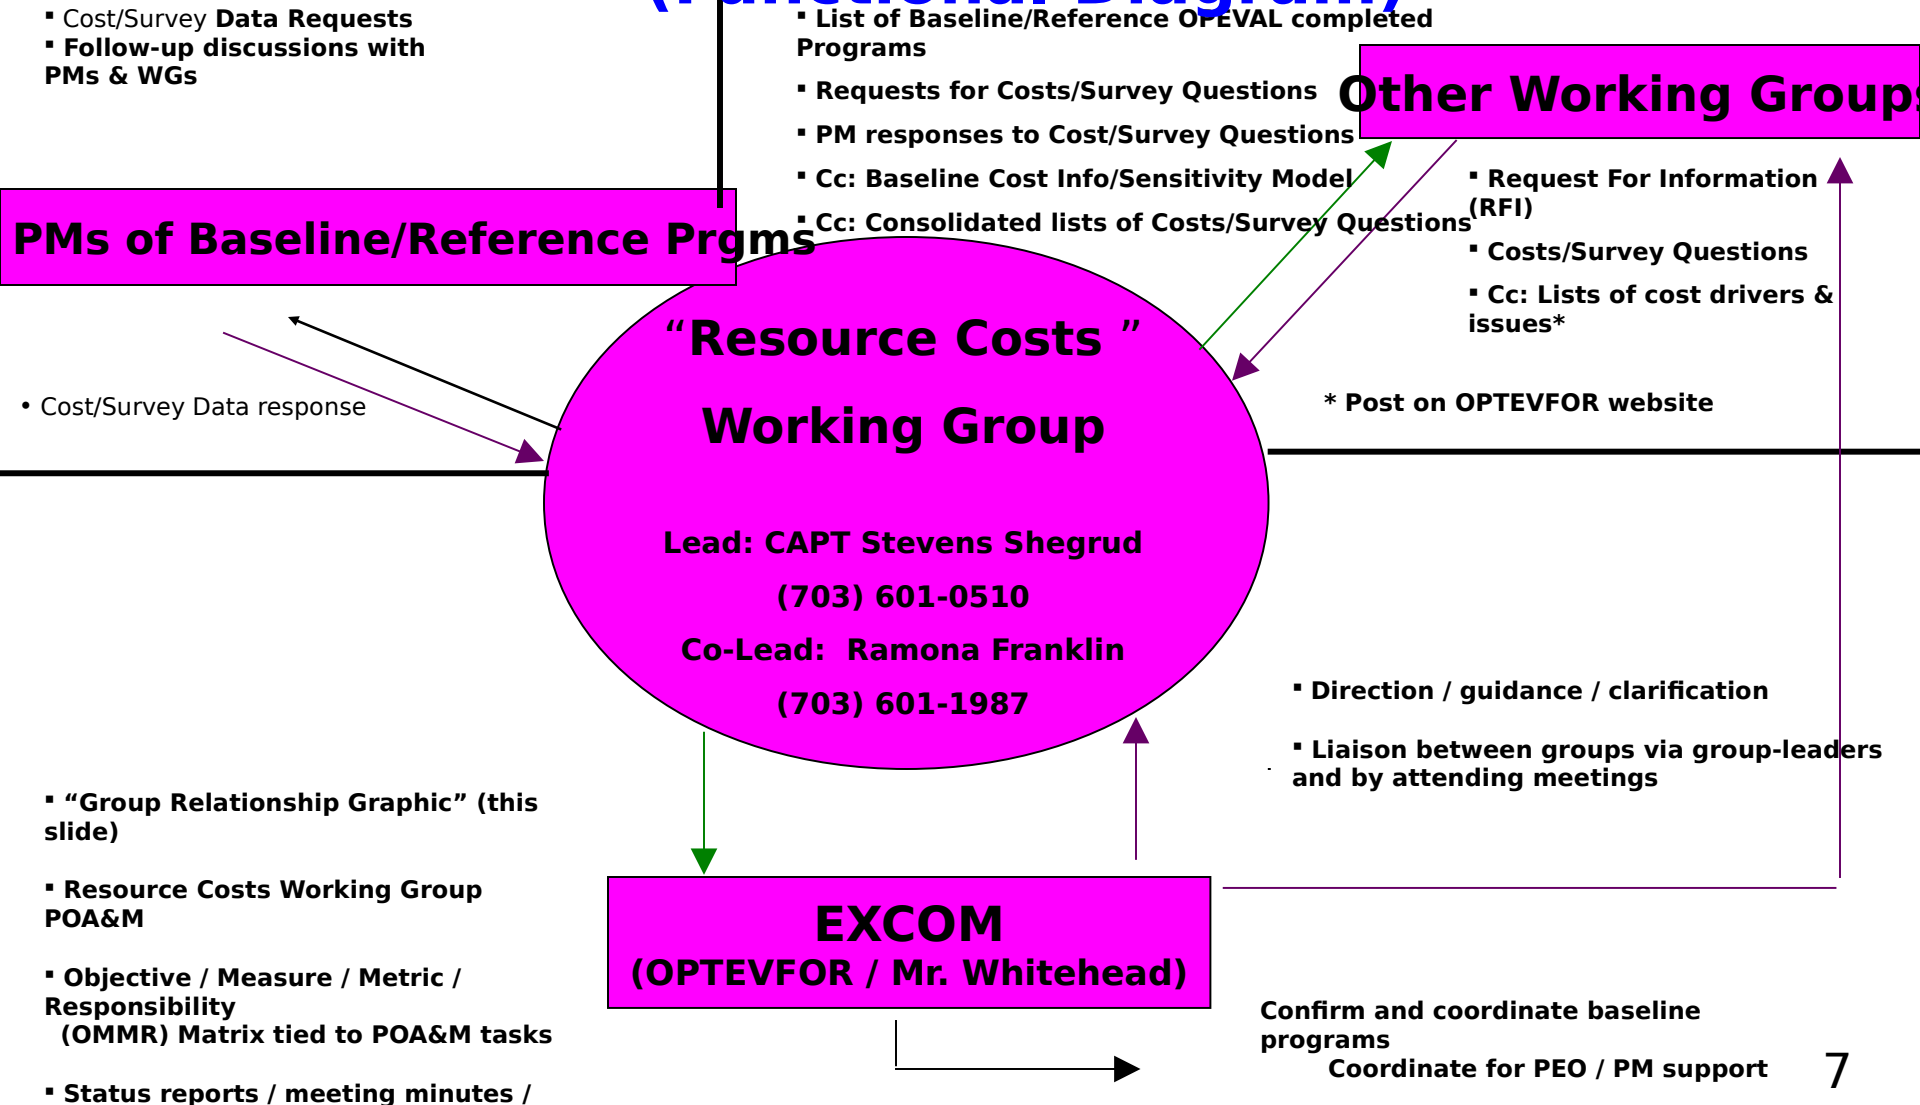 (Functional Diagram)
▪ Cost/Survey Data Requests
▪ Follow-up discussions with
PMs & WGs
▪ List of Baseline/Reference OPEVAL completed
Programs
▪ Requests for Costs/Survey Questions
▪ PM responses to Cost/Survey Questions
▪ Cc: Baseline Cost Info/Sensitivity Model
▪ Cc: Consolidated lists of Costs/Survey Questions
Other Working Groups
▪ Request For Information
(RFI)
▪ Costs/Survey Questions
▪ Cc: Lists of cost drivers &
issues*
* Post on OPTEVFOR website
PMs of Baseline/Reference Prgms
• Cost/Survey Data response
“Resource Costs ”
Working Group
Lead: CAPT Stevens Shegrud
(703) 601-0510
Co-Lead:  Ramona Franklin
(703) 601-1987
▪ Direction / guidance / clarification
▪ Liaison between groups via group-leaders
and by attending meetings
▪ “Group Relationship Graphic” (this
slide)
▪ Resource Costs Working Group
POA&M
▪ Objective / Measure / Metric /
Responsibility
(OMMR) Matrix tied to POA&M tasks
▪ Status reports / meeting minutes /
EXCOM
(OPTEVFOR / Mr. Whitehead)
Confirm and coordinate baseline
programs
Coordinate for PEO / PM support
7